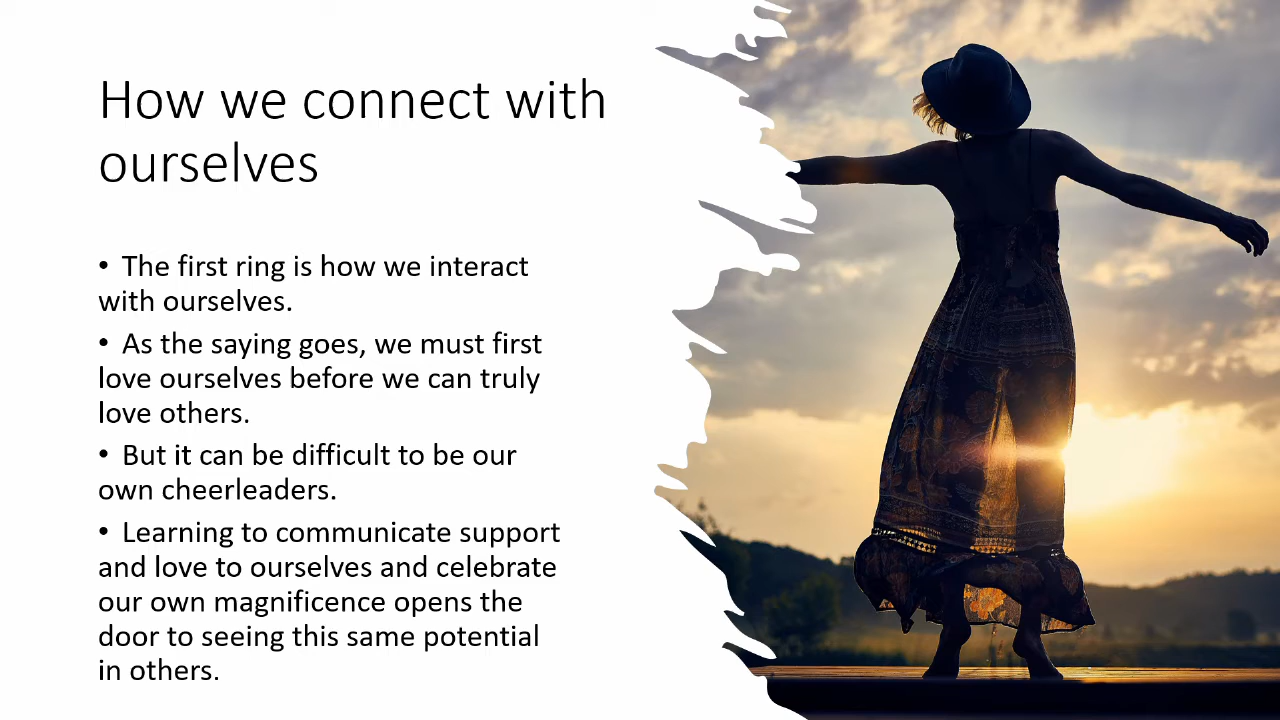 How we connect with
ourselves
• The first ring is how we interact
with ourselves.
• As the saying goes, we must first
love ourselves before we can truly
love others.
• But it can be difficult to be our
own cheerleaders.
• Learning to communicate support
and love to ourselves and celebrate
our own magnificence opens the
door to seeing this same potential
in others.